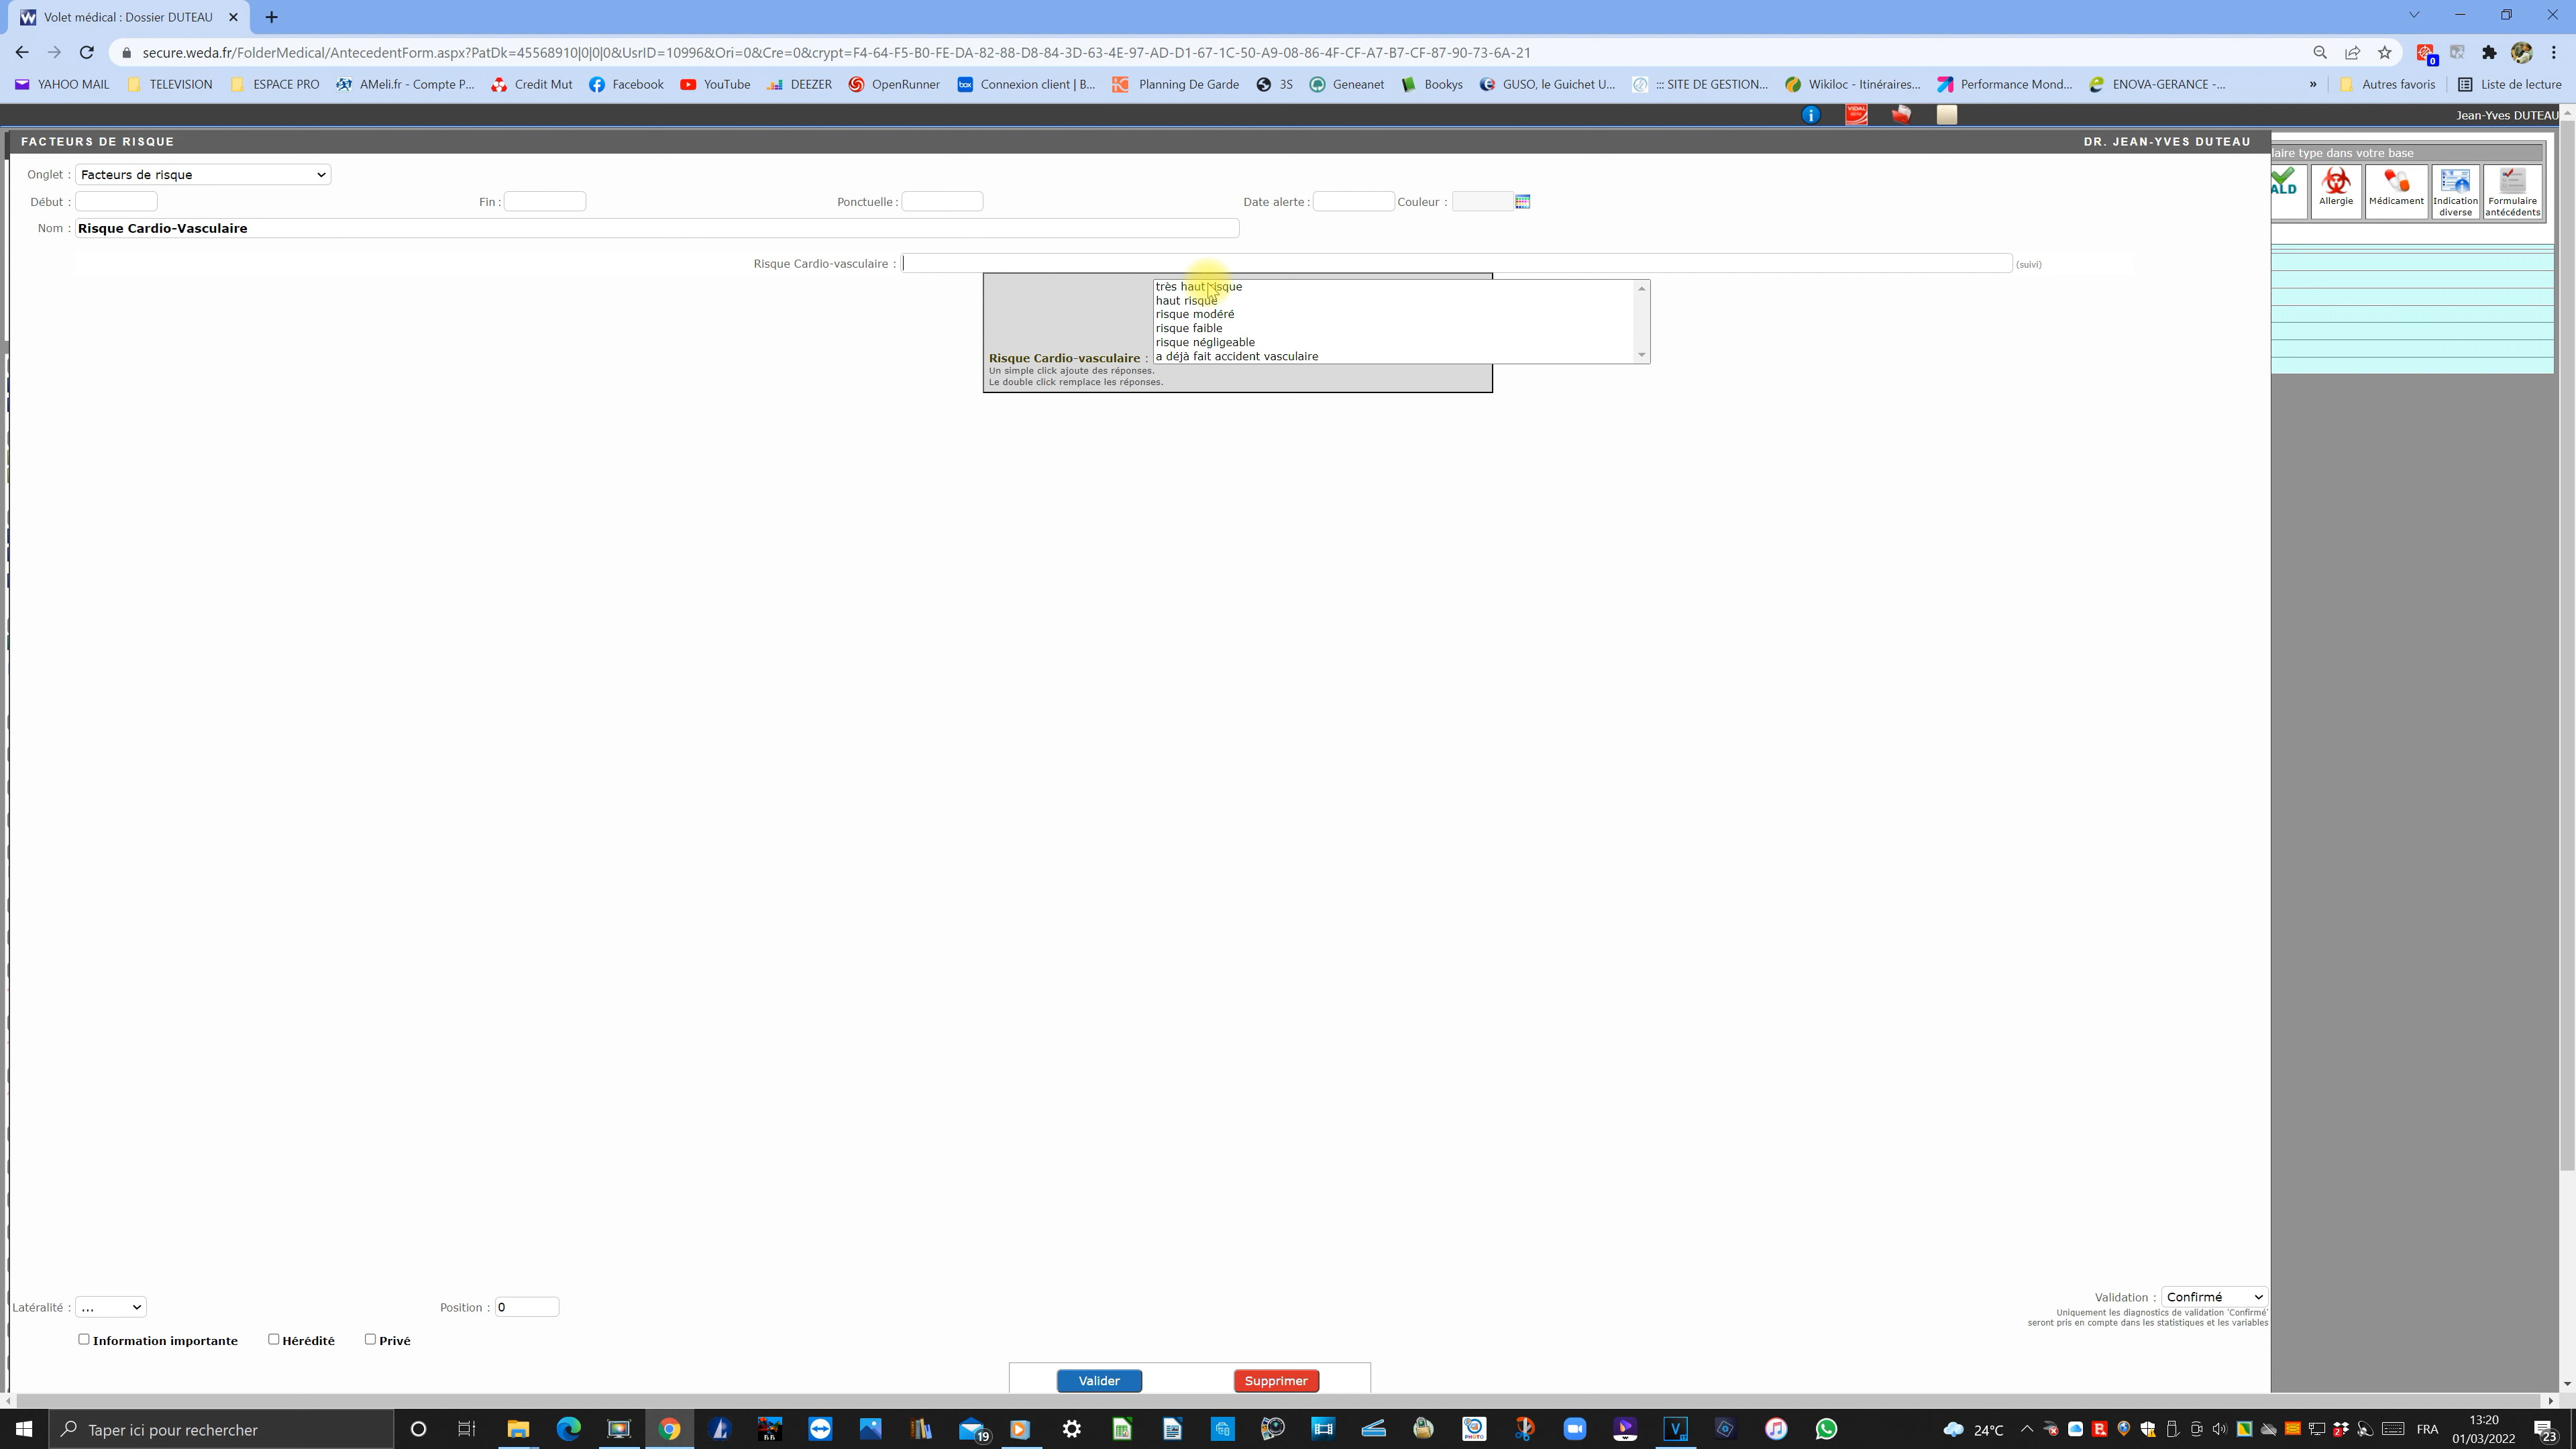 Volet médical : Dossier DUTEAU
secure.weda.fr/FolderMedical/AntecedentForm.aspx?PatDk=45568910|0|0|0&UsrID=10996&Ori=0&Cre=0&crypt=F4-64-F5-B0-FE-DA-82-88-D8-84-3D-63-4E-97-AD-D1-67-1C-50-A9-08-86-4F-CF-A7-B7-CF-87-90-73-6A-21
0
YAHOO MAIL TELEVISION ESPACE PRO AMeli.fr - Compte P... Credit Mut Facebook YouTube DEEZER OpenRunner Connexion client | B... Planning De Garde 3S Geneanet Bookys GUSO, le Guichet U... ::: SITE DE GESTION... Wikiloc - Itinéraires... Performance Mond... ENOVA-GERANCE -... » Autres favoris Liste de lecture
Jean-Yves DUTEAU
FACTEURS DE RISQUE DR. JEAN-YVES DUTEAU
laire type dans votre base
Onglet : Facteurs de risque
ALD Allergie Médicament Indication diverse Formulaire antécédents
Début : Fin : Ponctuelle : Date alerte : Couleur :
Nom : Risque Cardio-Vasculaire
Risque Cardio-vasculaire : (suivi)
très haut risque
haut risque
risque modéré
risque faible
risque négligeable
Risque Cardio-vasculaire : a déjà fait accident vasculaire
Un simple click ajoute des réponses.
Le double click remplace les réponses.
Latéralité : ... Position : 0 Validation : Confirmé
Uniquement les diagnostics de validation 'Confirmé'
seront pris en compte dans les statistiques et les variables
Information importante Hérédité Privé
Valider Supprimer
Taper ici pour rechercher 19 24°C FRA 13:20
01/03/2022 23